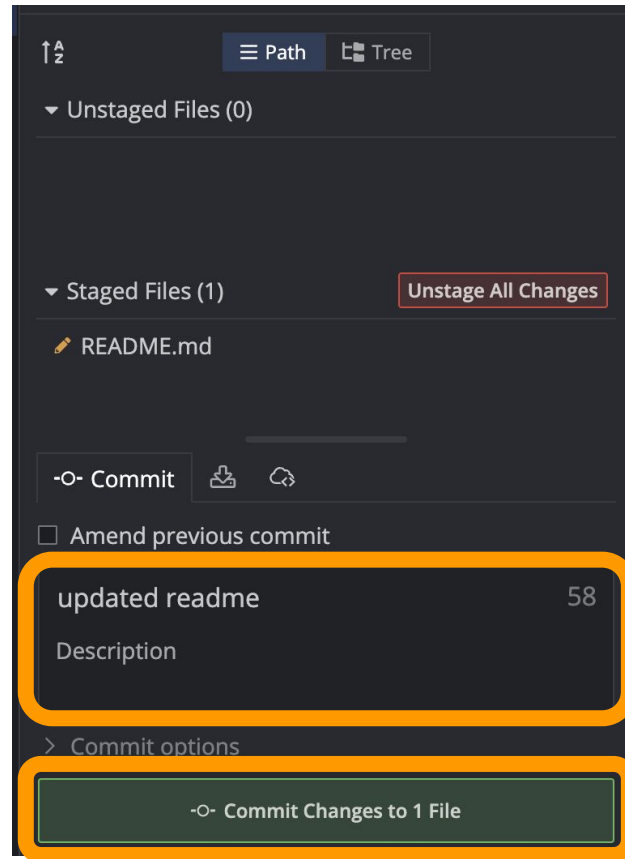 A
Z
Path Tree
Unstaged Files (0)
Staged Files (1) Unstage All Changes
README.md
Commit
Amend previous commit
updated readme 58
Description
Commit options
Commit Changes to 1 File